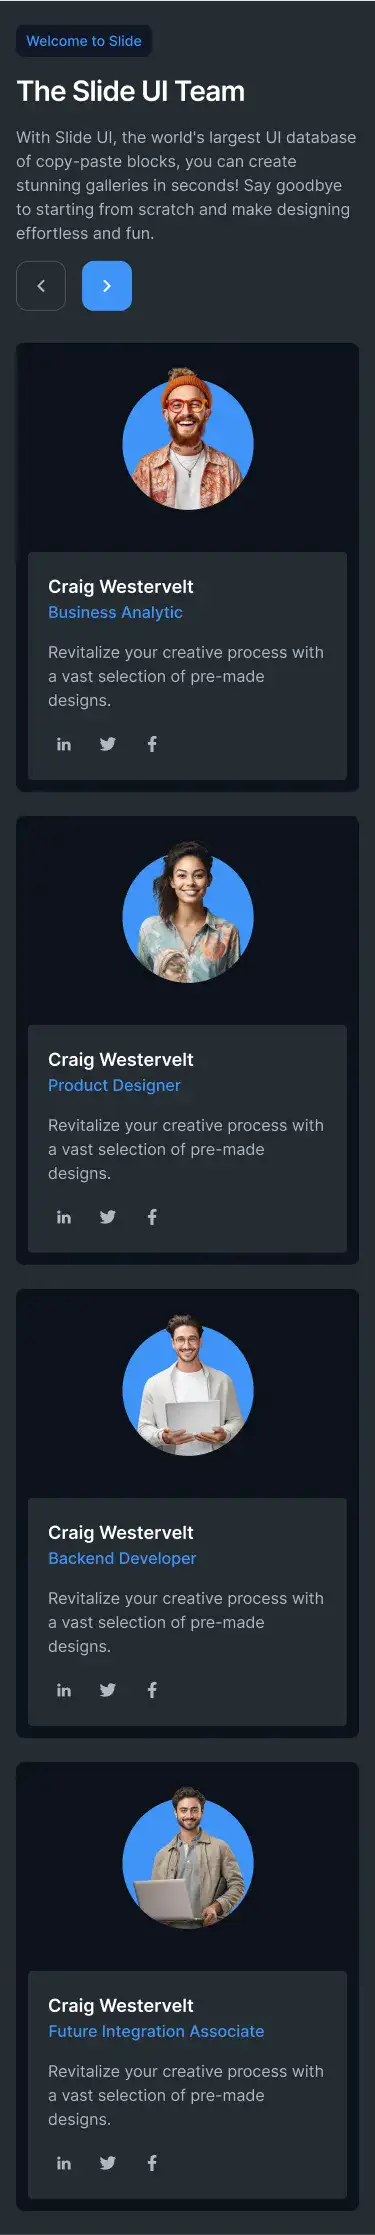 Welcome to Slide
The Slide UI Team
With Slide UI, the world's largest UI database
of copy-paste blocks, you can create
stunning galleries in seconds! Say goodbye
to starting from scratch and make designing
effortless and fun.
Craig Westervelt
Business Analytic
Revitalize your creative process with
a vast selection of pre-made
designs.
Craig Westervelt
Product Designer
Revitalize your creative process with
a vast selection of pre-made
designs.
Craig Westervelt
Backend Developer
Revitalize your creative process with
a vast selection of pre-made
designs.
Craig Westervelt
Future Integration Associate
Revitalize your creative process with
a vast selection of pre-made
designs.